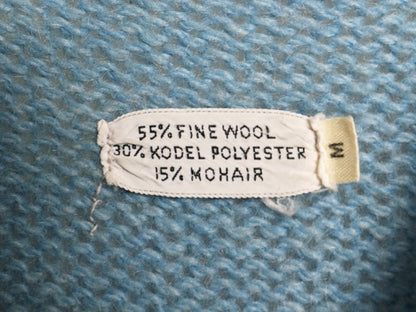 55% FINE WOOL
30% KODEL POLYESTER
15% MOHAIR
M